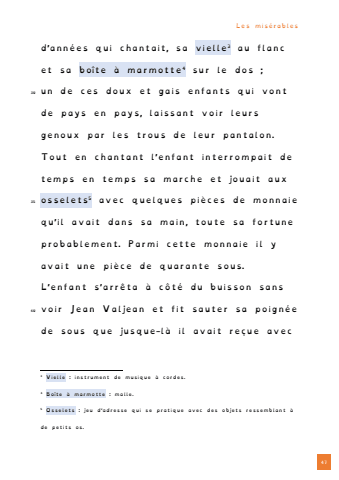 Les misérables
d'années qui chantait, sa vielle³ au flanc
et sa boîte à marmotte⁴ sur le dos ;
un de ces doux et gais enfants qui vont
de pays en pays, laissant voir leurs
genoux par les trous de leur pantalon.
Tout en chantant l'enfant interrompait de
temps en temps sa marche et jouait aux
osselets⁵ avec quelques pièces de monnaie
qu'il avait dans sa main, toute sa fortune
probablement. Parmi cette monnaie il y
avait une pièce de quarante sous.
L'enfant s'arrêta à côté du buisson sans
voir Jean Valjean et fit sauter sa poignée
de sous que jusque-là il avait reçue avec
Vielle : instrument de musique à cordes.
Boîte à marmotte : malle.
Osselets : jeu d'adresse qui se pratique avec des objets ressemblant à
de petits os.